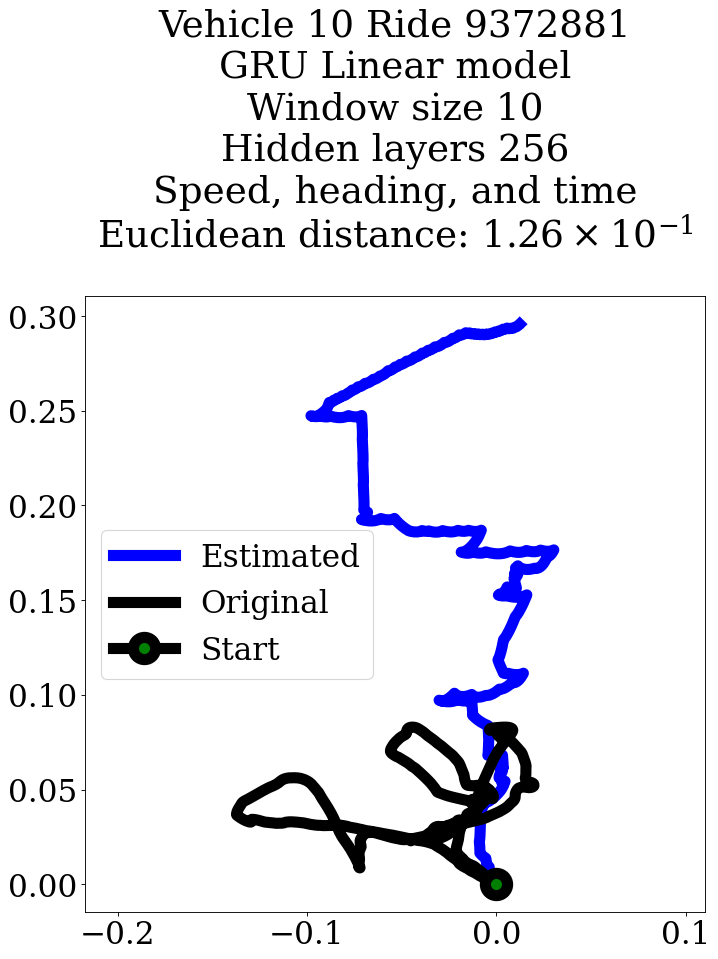 Vehicle 10 Ride 9372881
GRU Linear model
Window size 10
Hidden layers 256
Speed, heading, and time
Euclidean distance: 1.26 × 10⁻¹
0.30
0.25
0.20
0.15
0.10
0.05
0.00
Estimated
Original
Start
−0.2
−0.1
0.0
0.1